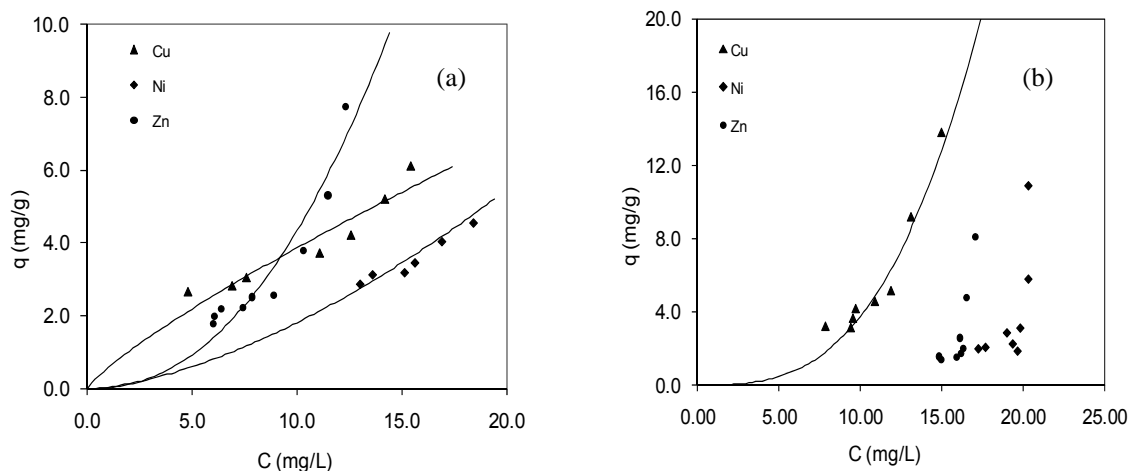 10.0
8.0
6.0
4.0
2.0
0.0
q (mg/g)
Cu
Ni
Zn
(a)
0.0 5.0 10.0 15.0 20.0
C (mg/L)
20.0
16.0
12.0
8.0
4.0
0.0
q (mg/g)
Cu
Ni
Zn
(b)
0.00 5.00 10.00 15.00 20.00 25.00
C (mg/L)